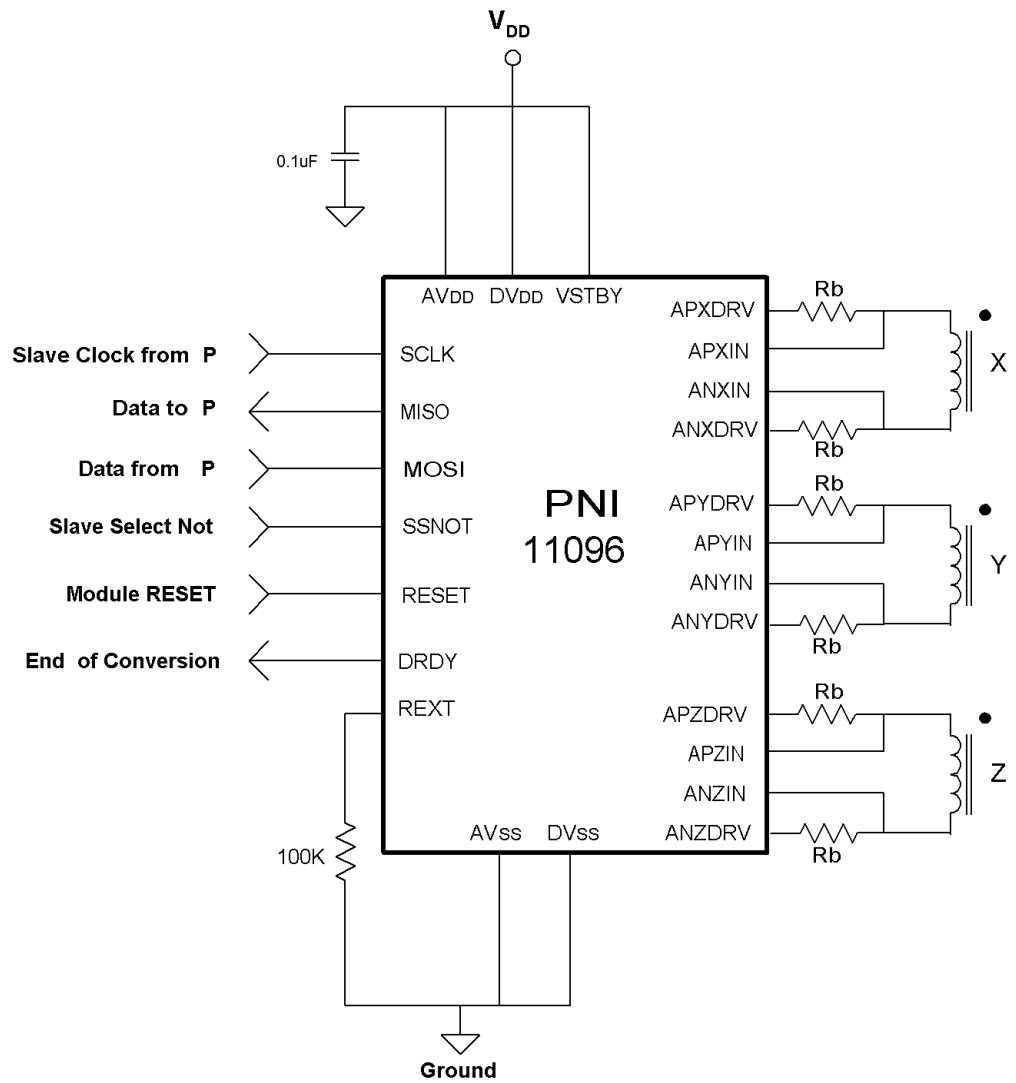 VDD
0.1uF
AVDD DVDD VSTBY
Slave Clock from P
Data to P
Data from P
Slave Select Not
Module RESET
End of Conversion
SCLK
MISO
MOSI
SSNOT
RESET
DRDY
REXT
PNI
11096
APXDRV
APXIN
ANXIN
ANXDRV
APYDRV
APYIN
ANYIN
ANYDRV
APZDRV
APZIN
ANZIN
ANZDRV
Rb
X
Rb
Rb
Y
Rb
Rb
Z
Rb
AVss DVss
100K
Ground